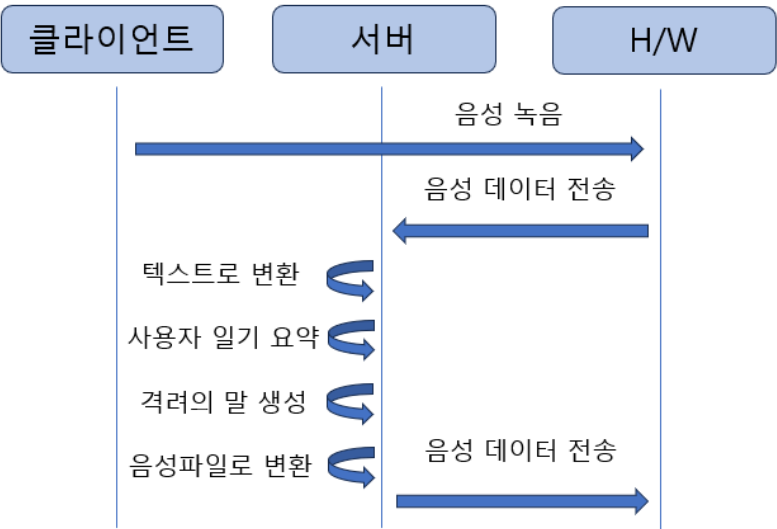 클라이언트
서버
H/W
음성 녹음
음성 데이터 전송
텍스트로 변환
사용자 일기 요약
격려의 말 생성
음성파일로 변환
음성 데이터 전송